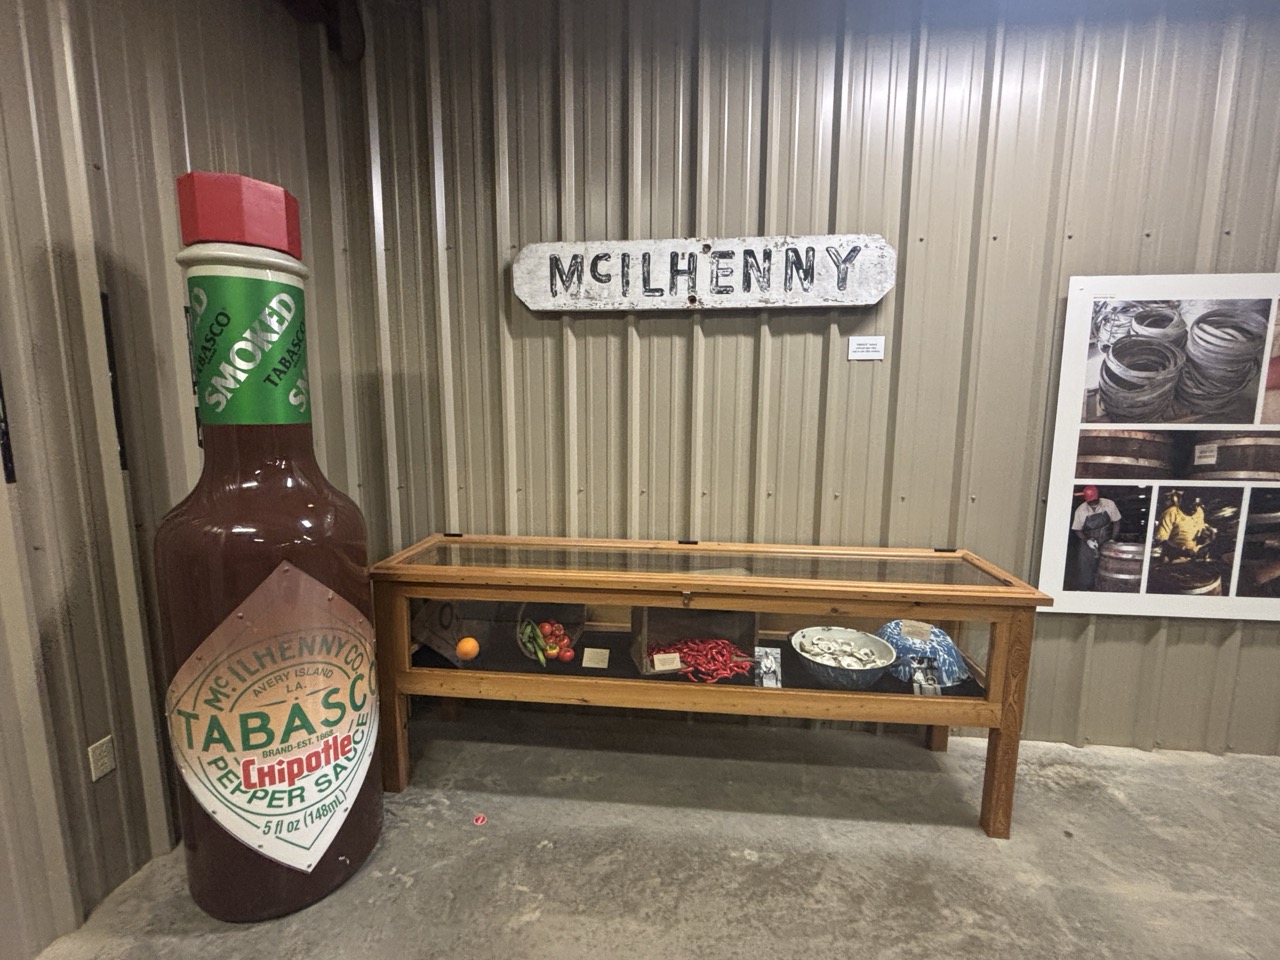 MCILHENNY
SMOKED
TABASCO
TABASCO
McILHENNY CO.
AVERY ISLAND
LA.
TABASCO
BRAND-EST. 1868
CHiPotle
PEPPER SAUCE
5 fl oz (148mL)